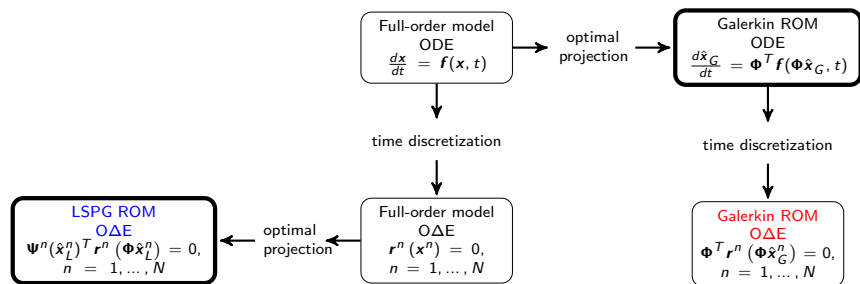 Full-order model
ODE
dx/dt = f(x, t)
optimal
projection
Galerkin ROM
ODE
dx̂_G/dt = Φ^T f(Φx̂_G, t)
time discretization
time discretization
LSPG ROM
OΔE
Ψ^n(x̂_L^n)^T r^n (Φx̂_L^n) = 0,
n = 1, ..., N
optimal
projection
Full-order model
OΔE
r^n (x^n) = 0,
n = 1, ..., N
Galerkin ROM
OΔE
Φ^T r^n (Φx̂_G^n) = 0,
n = 1, ..., N